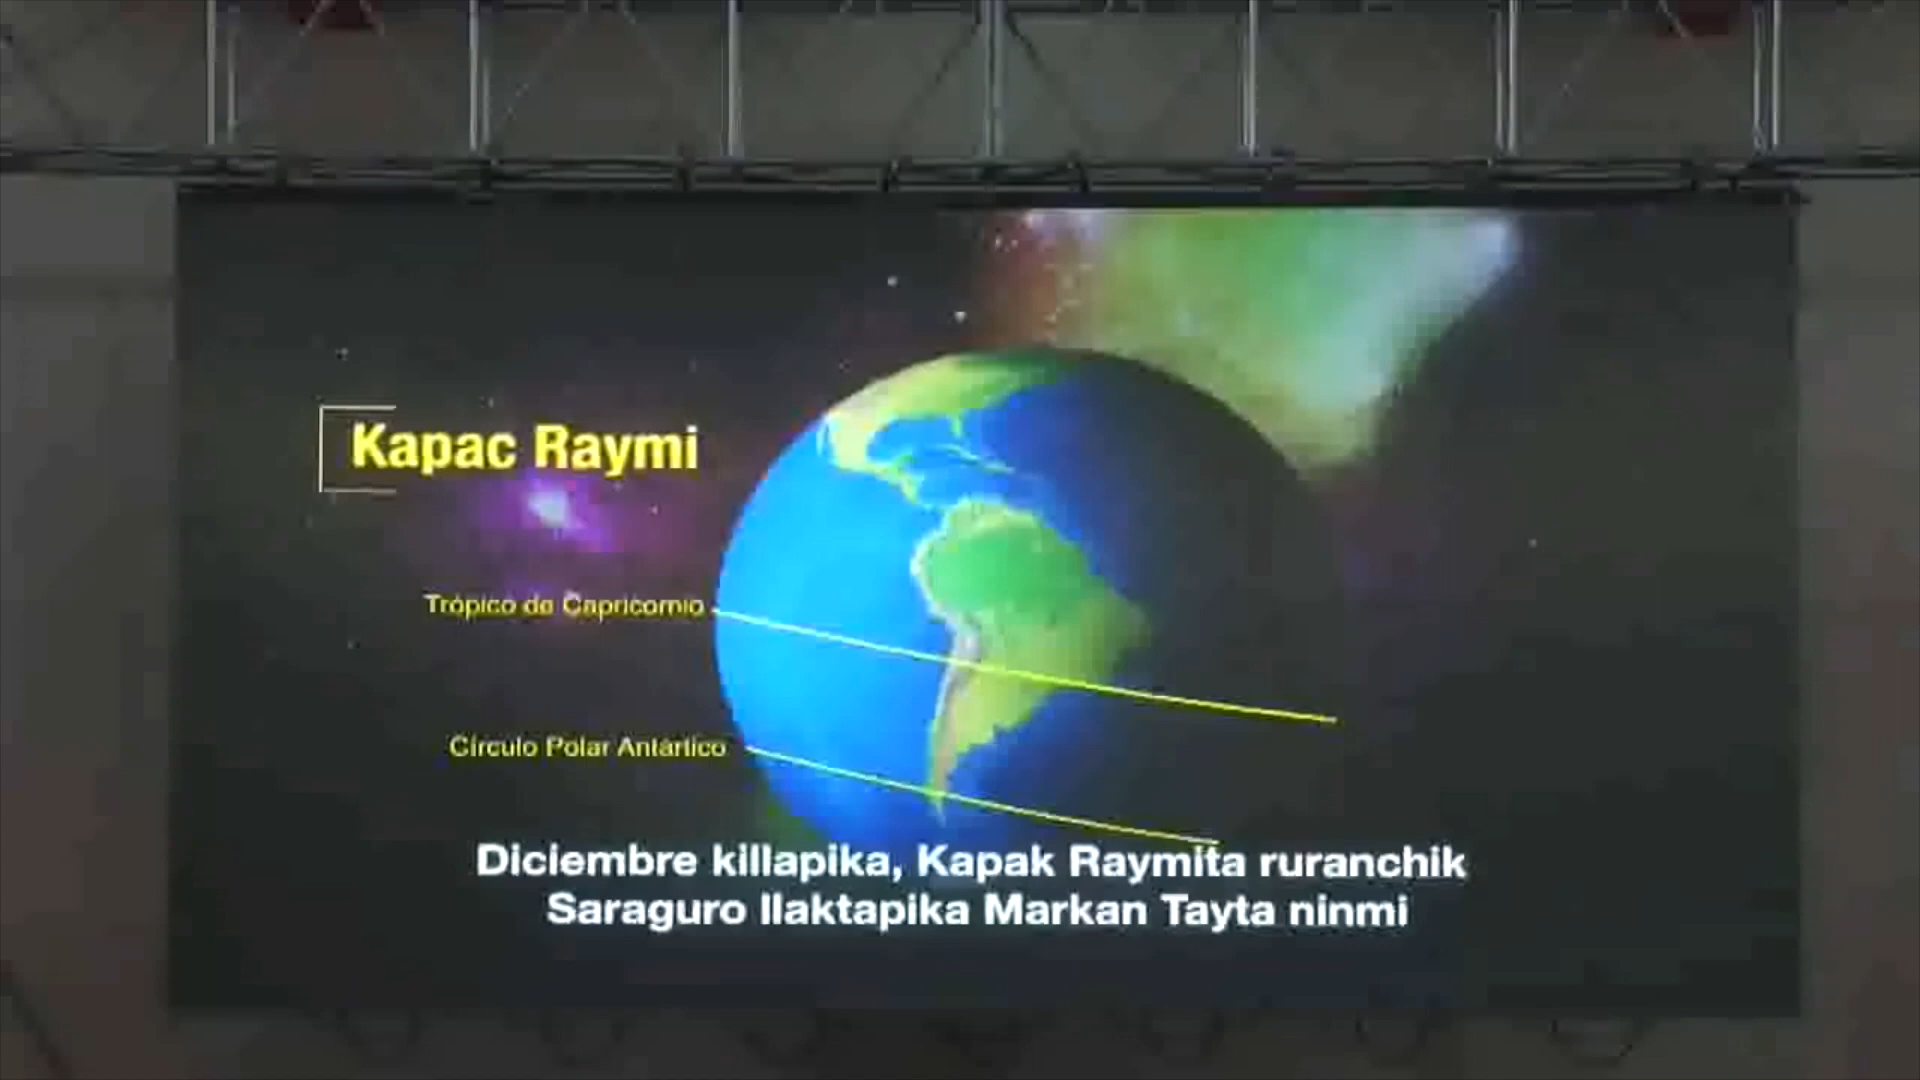 Kapac Raymi
Trópico de Capricornio
Círculo Polar Antártico
Diciembre killapika, Kapak Raymita ruranchik
Saraguro llaktapika Markan Tayta ninmi